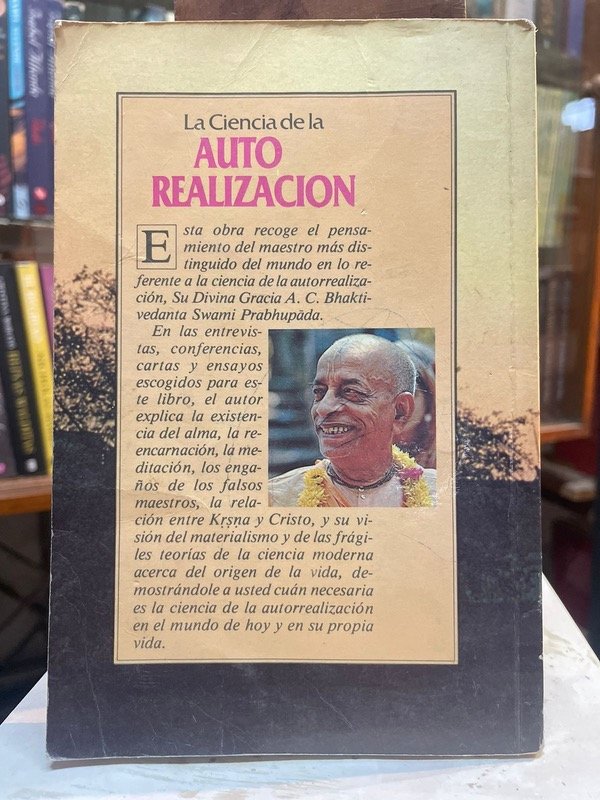 La Ciencia de la
AUTO
REALIZACION
Esta obra recoge el pensa-
miento del maestro más dis-
tinguido del mundo en lo re-
ferente a la ciencia de la autorrealiza-
ción, Su Divina Gracia A. C. Bhakti-
vedanta Swami Prabhupāda.
En las entrevis-
tas, conferencias,
cartas y ensayos
escogidos para es-
te libro, el autor
explica la existen-
cia del alma, la re-
encarnación, la me-
ditación, los enga-
ños de los falsos
maestros, la rela-
ción entre Kṛṣṇa y Cristo, y su vi-
sión del materialismo y de las frági-
les teorías de la ciencia moderna
acerca del origen de la vida, de-
mostrándole a usted cuán necesaria
es la ciencia de la autorrealización
en el mundo de hoy y en su propia
vida.